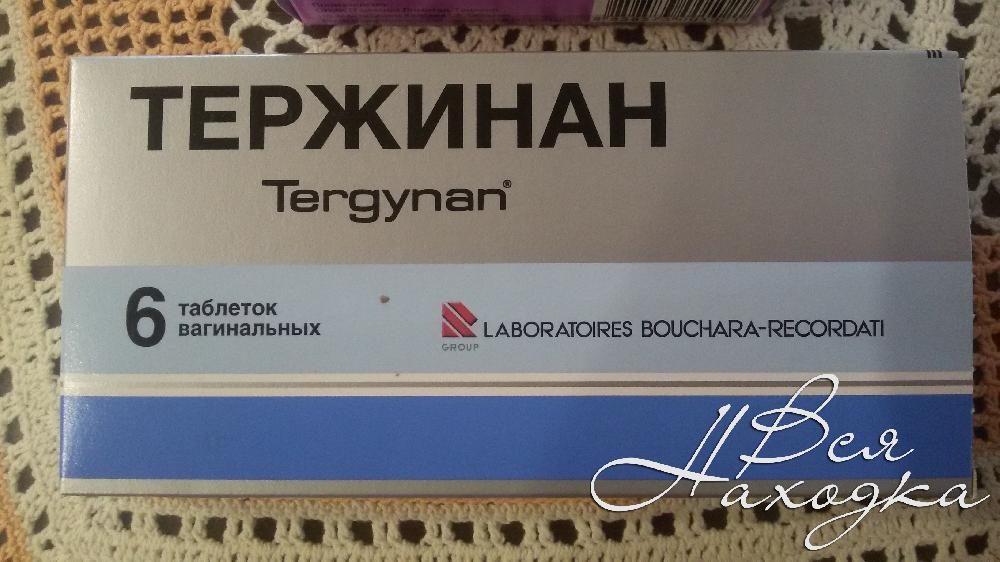 ТЕРЖИНАН
Tergynan®
6 таблеток
вагинальных
GROUP
LABORATOIRES BOUCHARA-RECORDATI
Вся
Находка